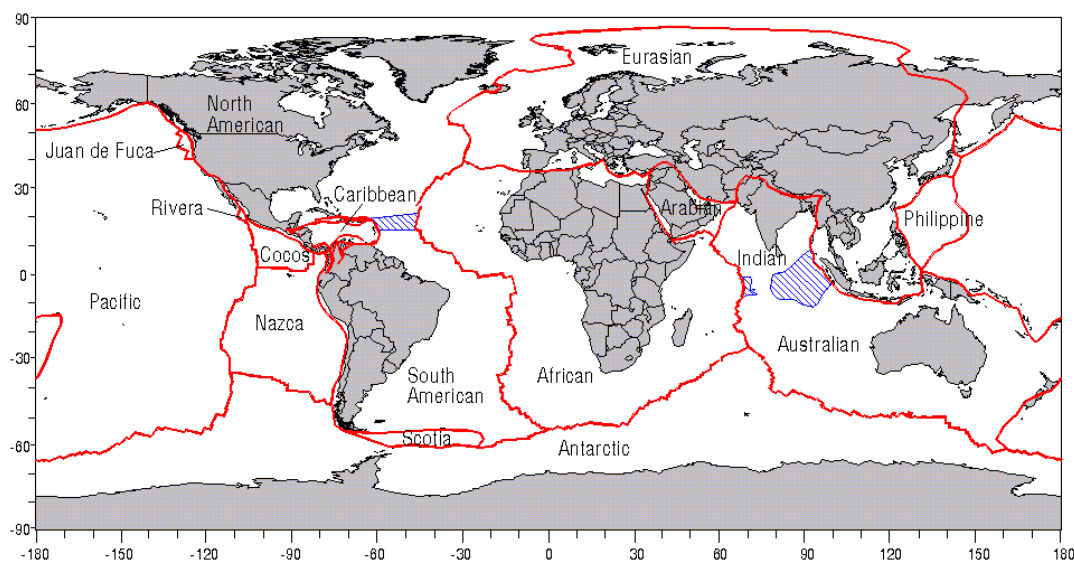 90
Eurasian
60
North
American
Juan de Fuca
30
Caribbean
Rivera
Arabian
Philippine
Cocos
Indian
0
Pacific
Nazca
Australian
-30
South
American
African
-60
Scotia
Antarctic
-90
-180 -150 -120 -90 -60 -30 0 30 60 90 120 150 180